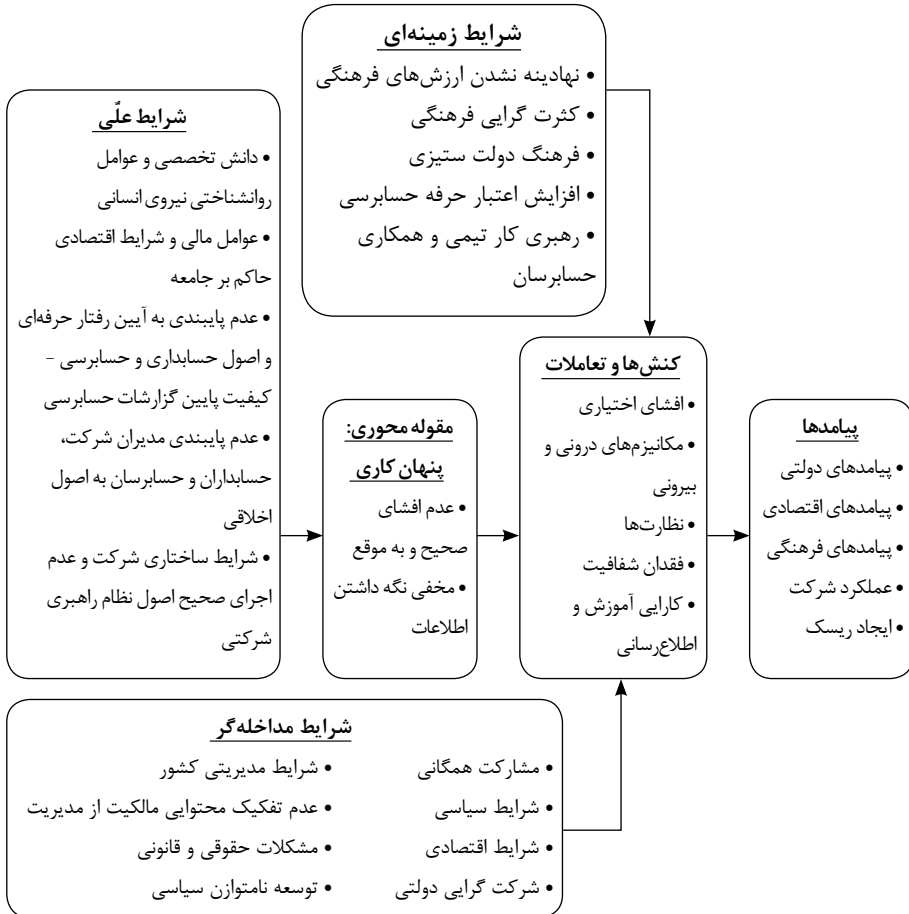 شرایط زمینه‌ای
• نهادینه نشدن ارزش‌های فرهنگی
• کثرت گرایی فرهنگی
• فرهنگ دولت ستیزی
• افزایش اعتبار حرفه حسابرسی
• رهبری کار تیمی و همکاری
حسابرسان
شرایط علّی
• دانش تخصصی و عوامل
روانشناختی نیروی انسانی
• عوامل مالی و شرایط اقتصادی
حاکم بر جامعه
• عدم پایبندی به آیین رفتار حرفه‌ای
و اصول حسابداری و حسابرسی -
کیفیت پایین گزارشات حسابرسی
• عدم پایبندی مدیران شرکت،
حسابداران و حسابرسان به اصول
اخلاقی
• شرایط ساختاری شرکت و عدم
اجرای صحیح اصول نظام راهبری
شرکتی
مقوله محوری:
پنهان کاری
• عدم افشای
صحیح و به موقع
• مخفی نگه داشتن
اطلاعات
کنش‌ها و تعاملات
• افشای اختیاری
• مکانیزم‌های درونی و
بیرونی
• نظارت‌ها
• فقدان شفافیت
• کارایی آموزش و
اطلاع‌رسانی
پیامدها
• پیامدهای دولتی
• پیامدهای اقتصادی
• پیامدهای فرهنگی
• عملکرد شرکت
• ایجاد ریسک
شرایط مداخله‌گر
• مشارکت همگانی
• شرایط سیاسی
• شرایط اقتصادی
• شرکت گرایی دولتی
• شرایط مدیریتی کشور
• عدم تفکیک محتوایی مالکیت از مدیریت
• مشکلات حقوقی و قانونی
• توسعه نامتوازن سیاسی